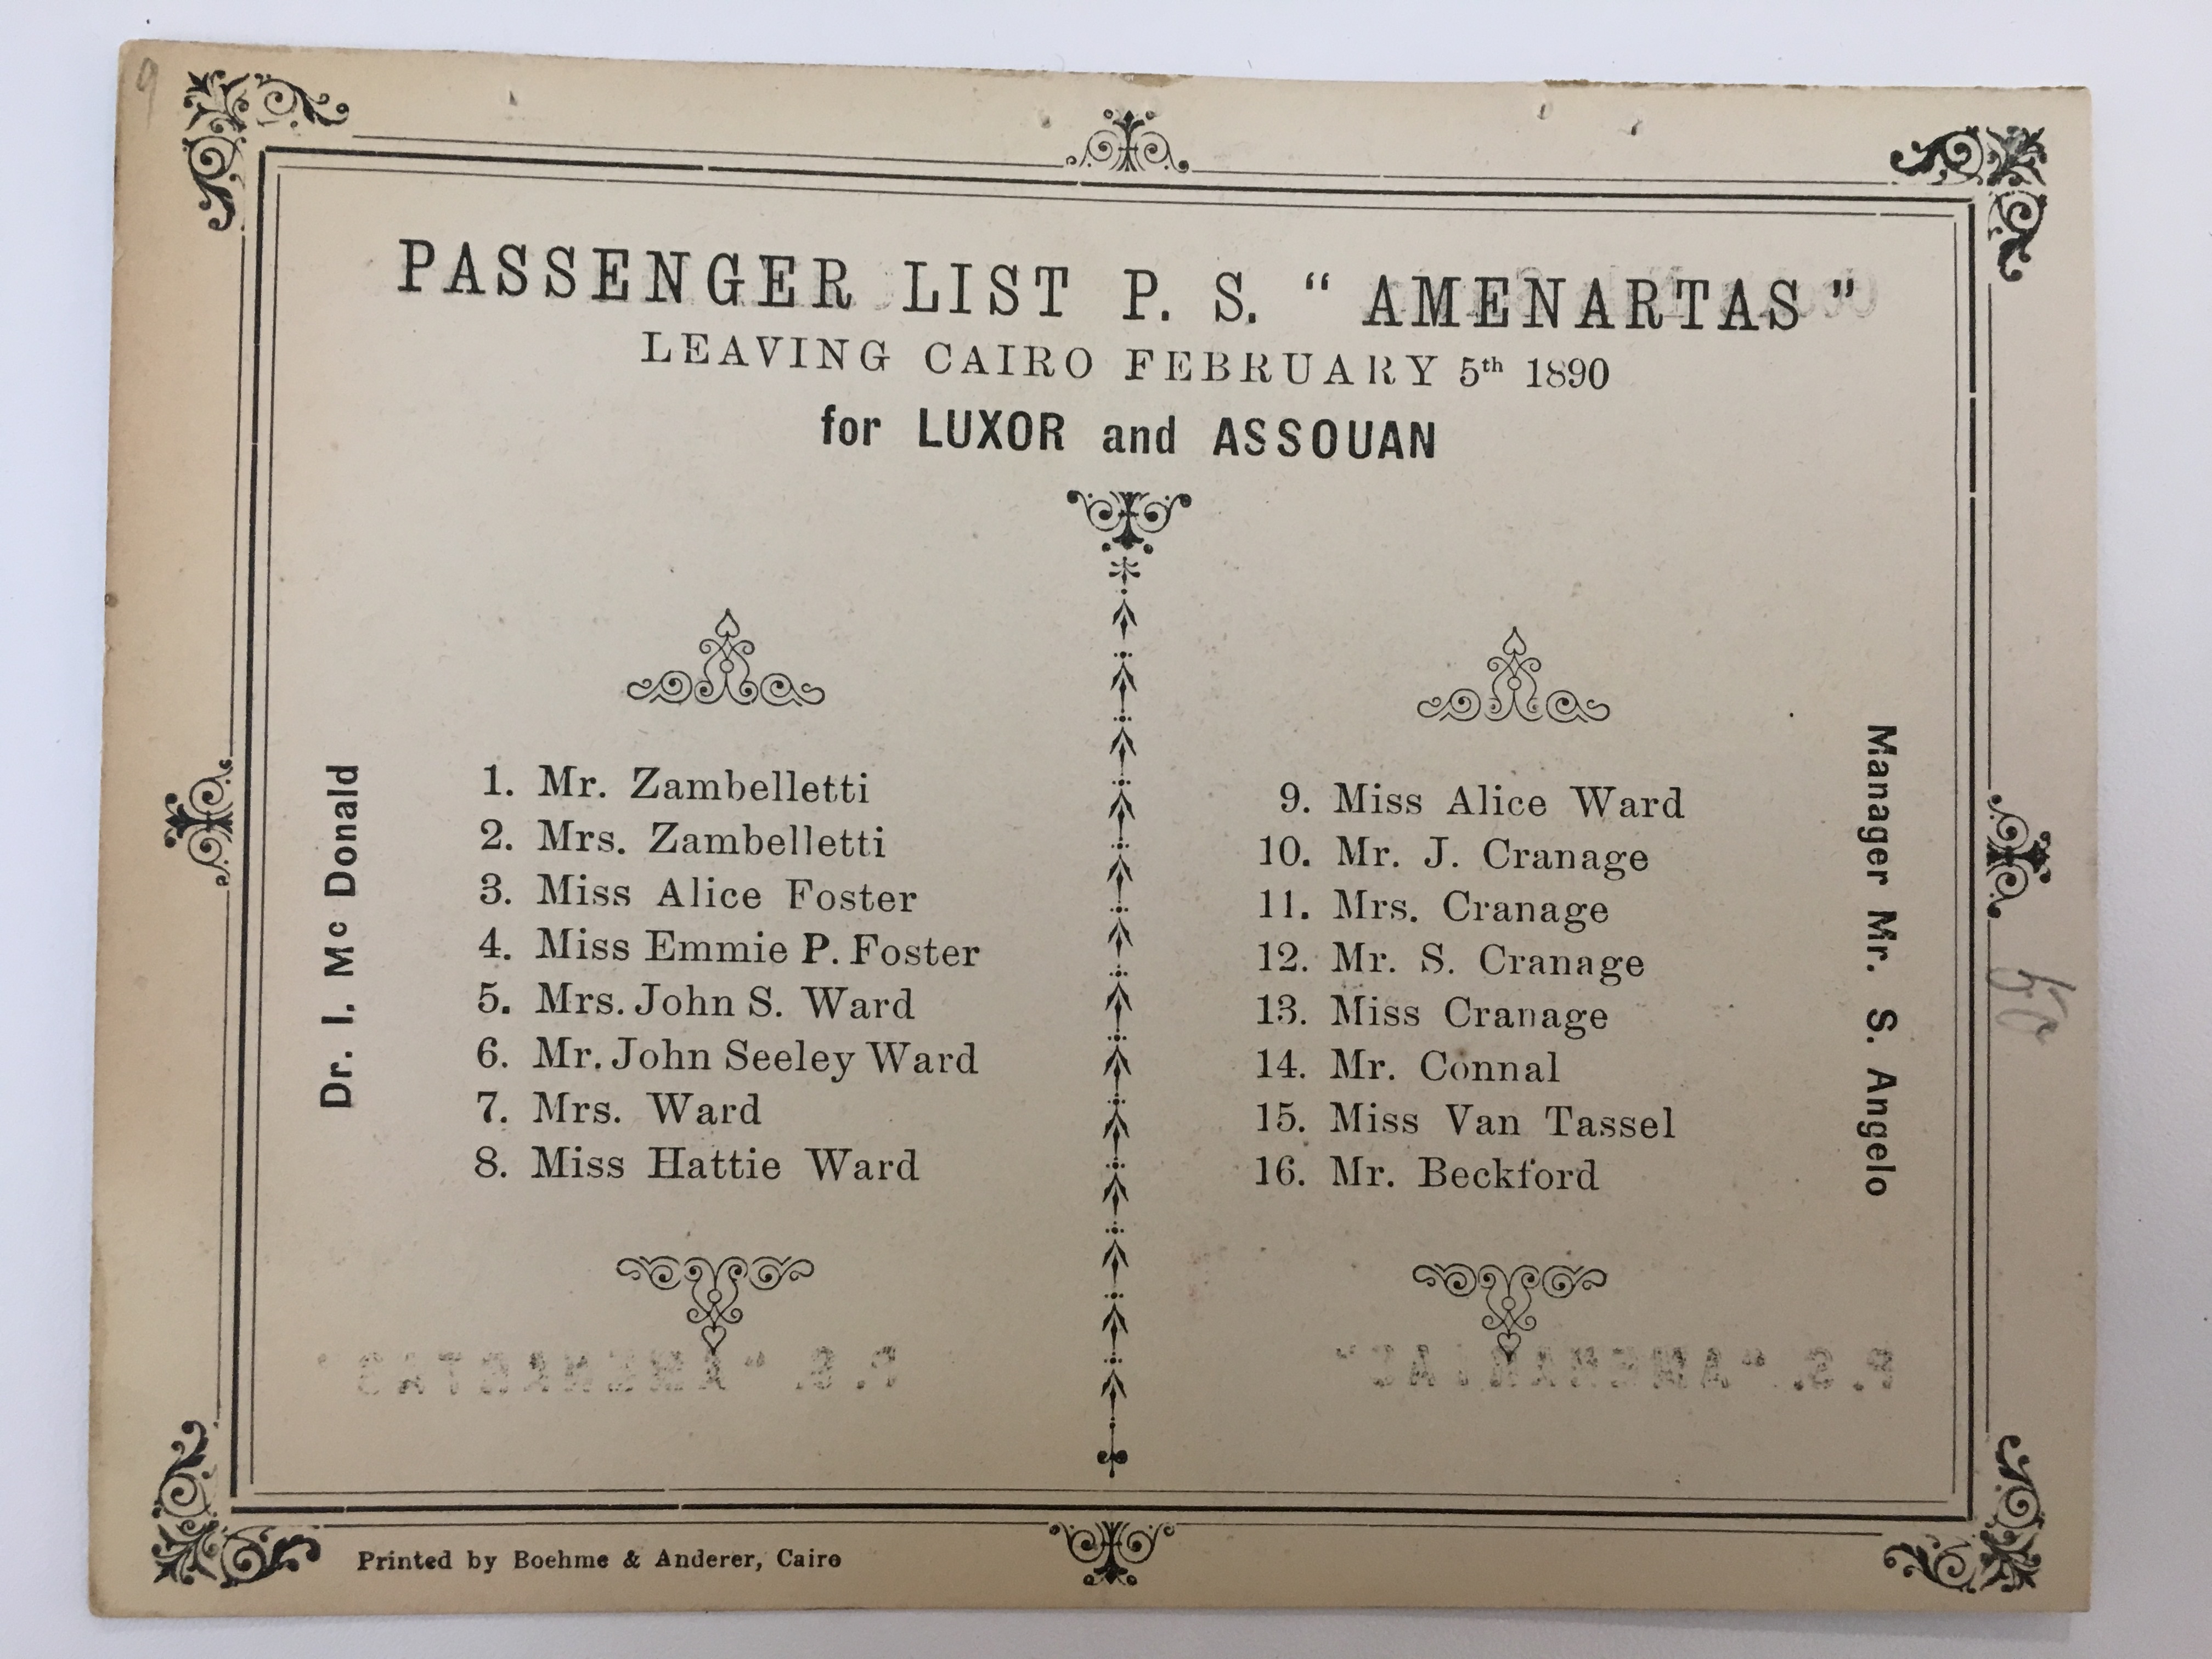 9
PASSENGER LIST P. S. “ AMENARTAS ”
LEAVING CAIRO FEBRUARY 5th 1890
for LUXOR and ASSOUAN
Dr. I. Mc Donald
1. Mr. Zambelletti
2. Mrs. Zambelletti
3. Miss Alice Foster
4. Miss Emmie P. Foster
5. Mrs. John S. Ward
6. Mr. John Seeley Ward
7. Mrs. Ward
8. Miss Hattie Ward
9. Miss Alice Ward
10. Mr. J. Cranage
11. Mrs. Cranage
12. Mr. S. Cranage
13. Miss Cranage
14. Mr. Connal
15. Miss Van Tassel
16. Mr. Beckford
Manager Mr. S. Angelo
P. S. “AMENARTAS”
P.S. “AMENARTAS”
Printed by Boehme & Anderer, Cairo